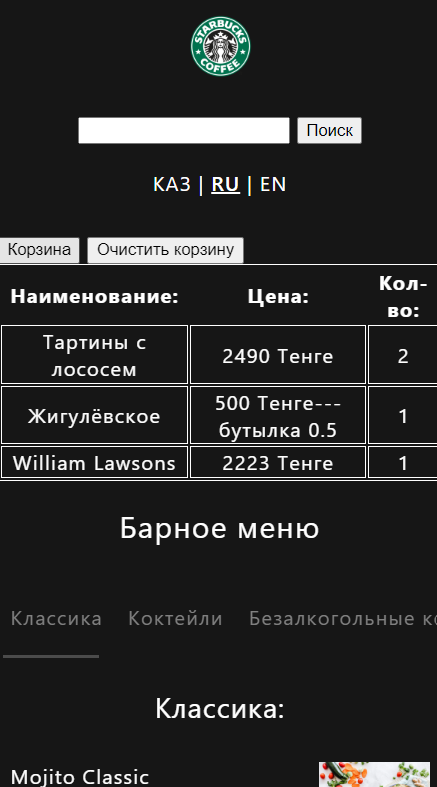 STARBUCKS
COFFEE
Поиск
КАЗ | RU | EN
Корзина Очистить корзину
Наименование: Цена: Кол-
во:
Тартины с
лососем
2490 Тенге 2
Жигулёвское
500 Тенге---
бутылка 0.5
1
William Lawsons 2223 Тенге 1
Барное меню
Классика Коктейли Безалкогольные
Классика:
Mojito Classic